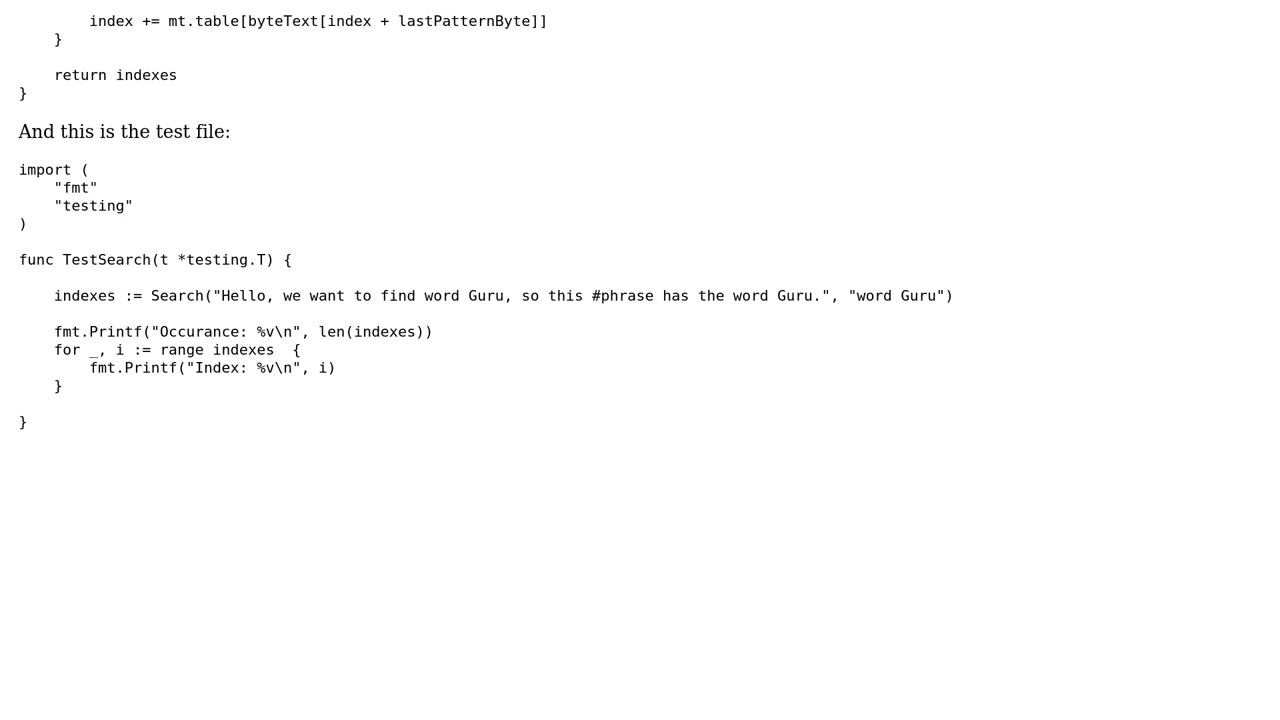 index += mt.table[byteText[index + lastPatternByte]]
    }

    return indexes
}
And this is the test file:
import (
    "fmt"
    "testing"
)

func TestSearch(t *testing.T) {

    indexes := Search("Hello, we want to find word Guru, so this #phrase has the word Guru.", "word Guru")

    fmt.Printf("Occurance: %v\n", len(indexes))
    for _, i := range indexes  {
        fmt.Printf("Index: %v\n", i)
    }

}